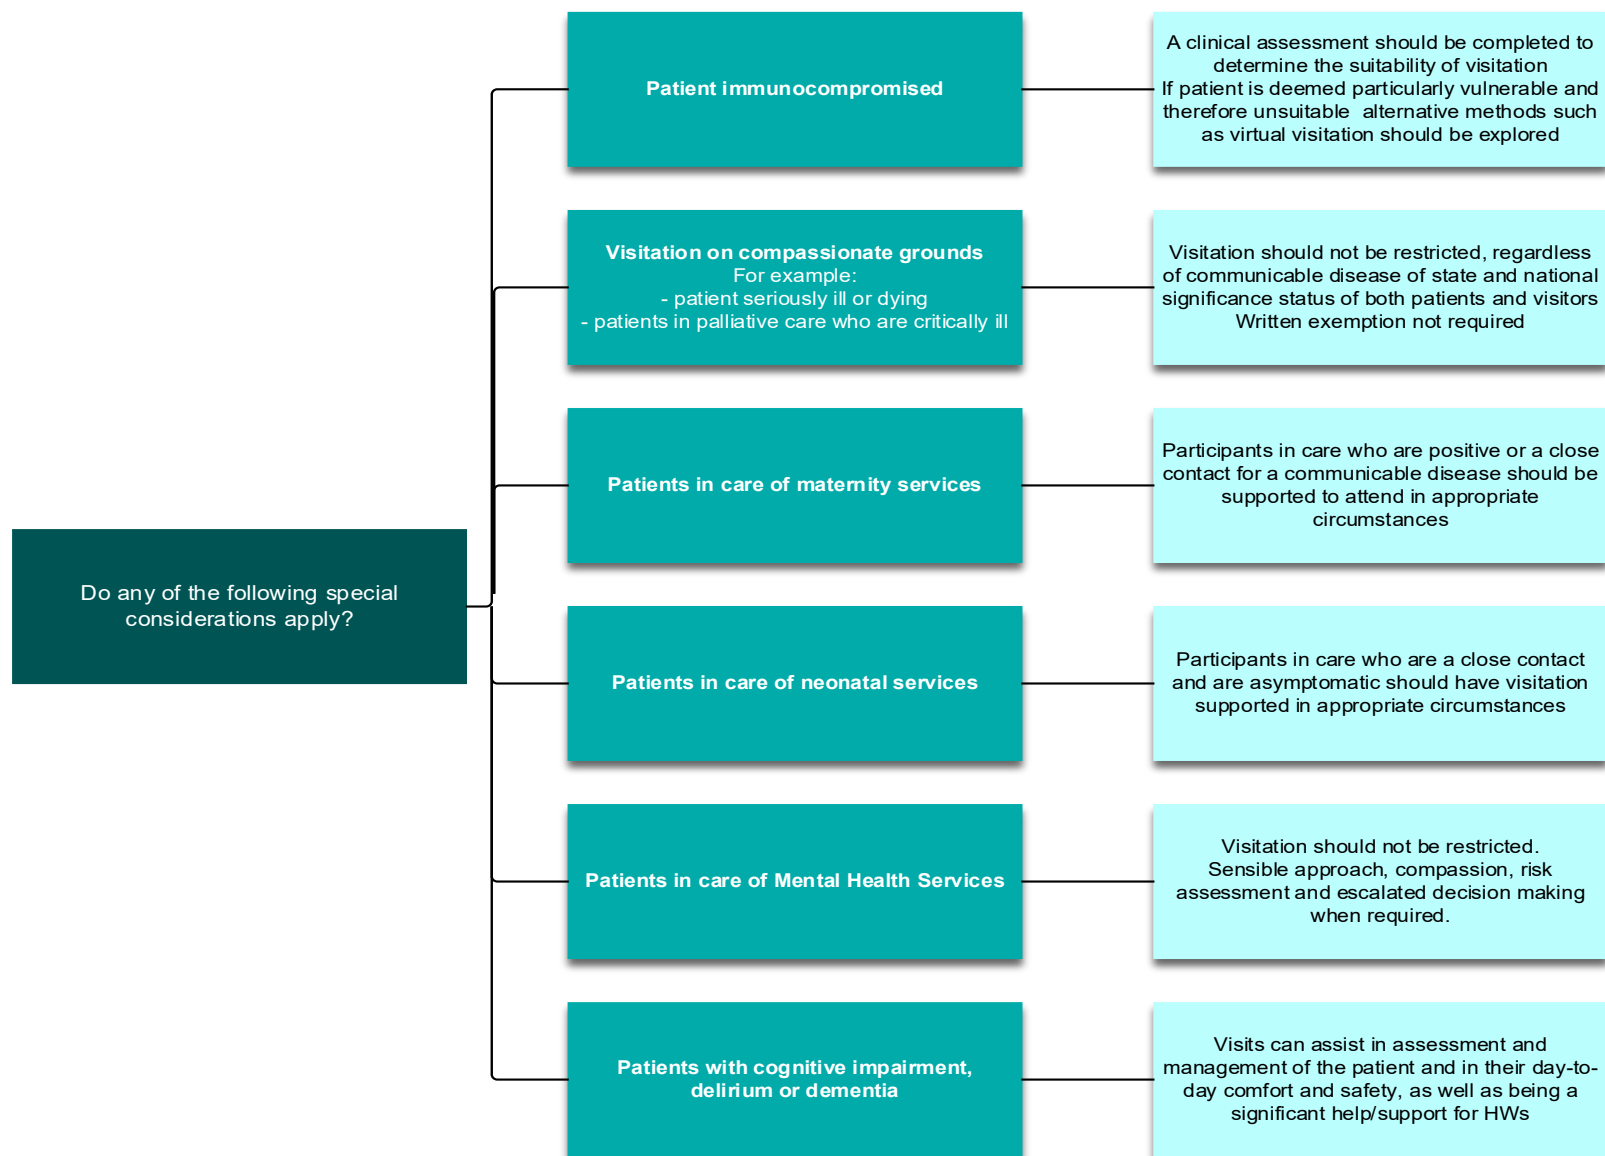 Do any of the following special
considerations apply?
Patient immunocompromised
A clinical assessment should be completed to
determine the suitability of visitation
If patient is deemed particularly vulnerable and
therefore unsuitable  alternative methods such
as virtual visitation should be explored
Visitation on compassionate grounds
For example:
- patient seriously ill or dying
- patients in palliative care who are critically ill
Visitation should not be restricted, regardless
of communicable disease of state and national
significance status of both patients and visitors
Written exemption not required
Patients in care of maternity services
Participants in care who are positive or a close
contact for a communicable disease should be
supported to attend in appropriate
circumstances
Patients in care of neonatal services
Participants in care who are a close contact
and are asymptomatic should have visitation
supported in appropriate circumstances
Patients in care of Mental Health Services
Visitation should not be restricted.
Sensible approach, compassion, risk
assessment and escalated decision making
when required.
Patients with cognitive impairment,
delirium or dementia
Visits can assist in assessment and
management of the patient and in their day-to-
day comfort and safety, as well as being a
significant help/support for HWs